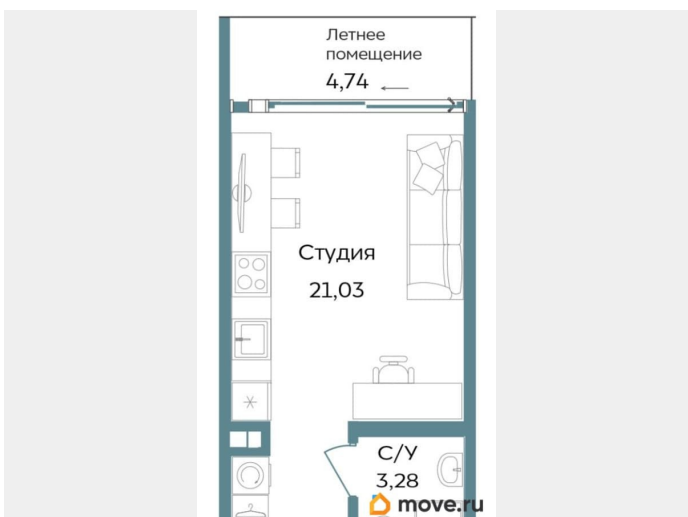 Летнее
помещение
4,74
Студия
21,03
С/У
3,28
move.ru